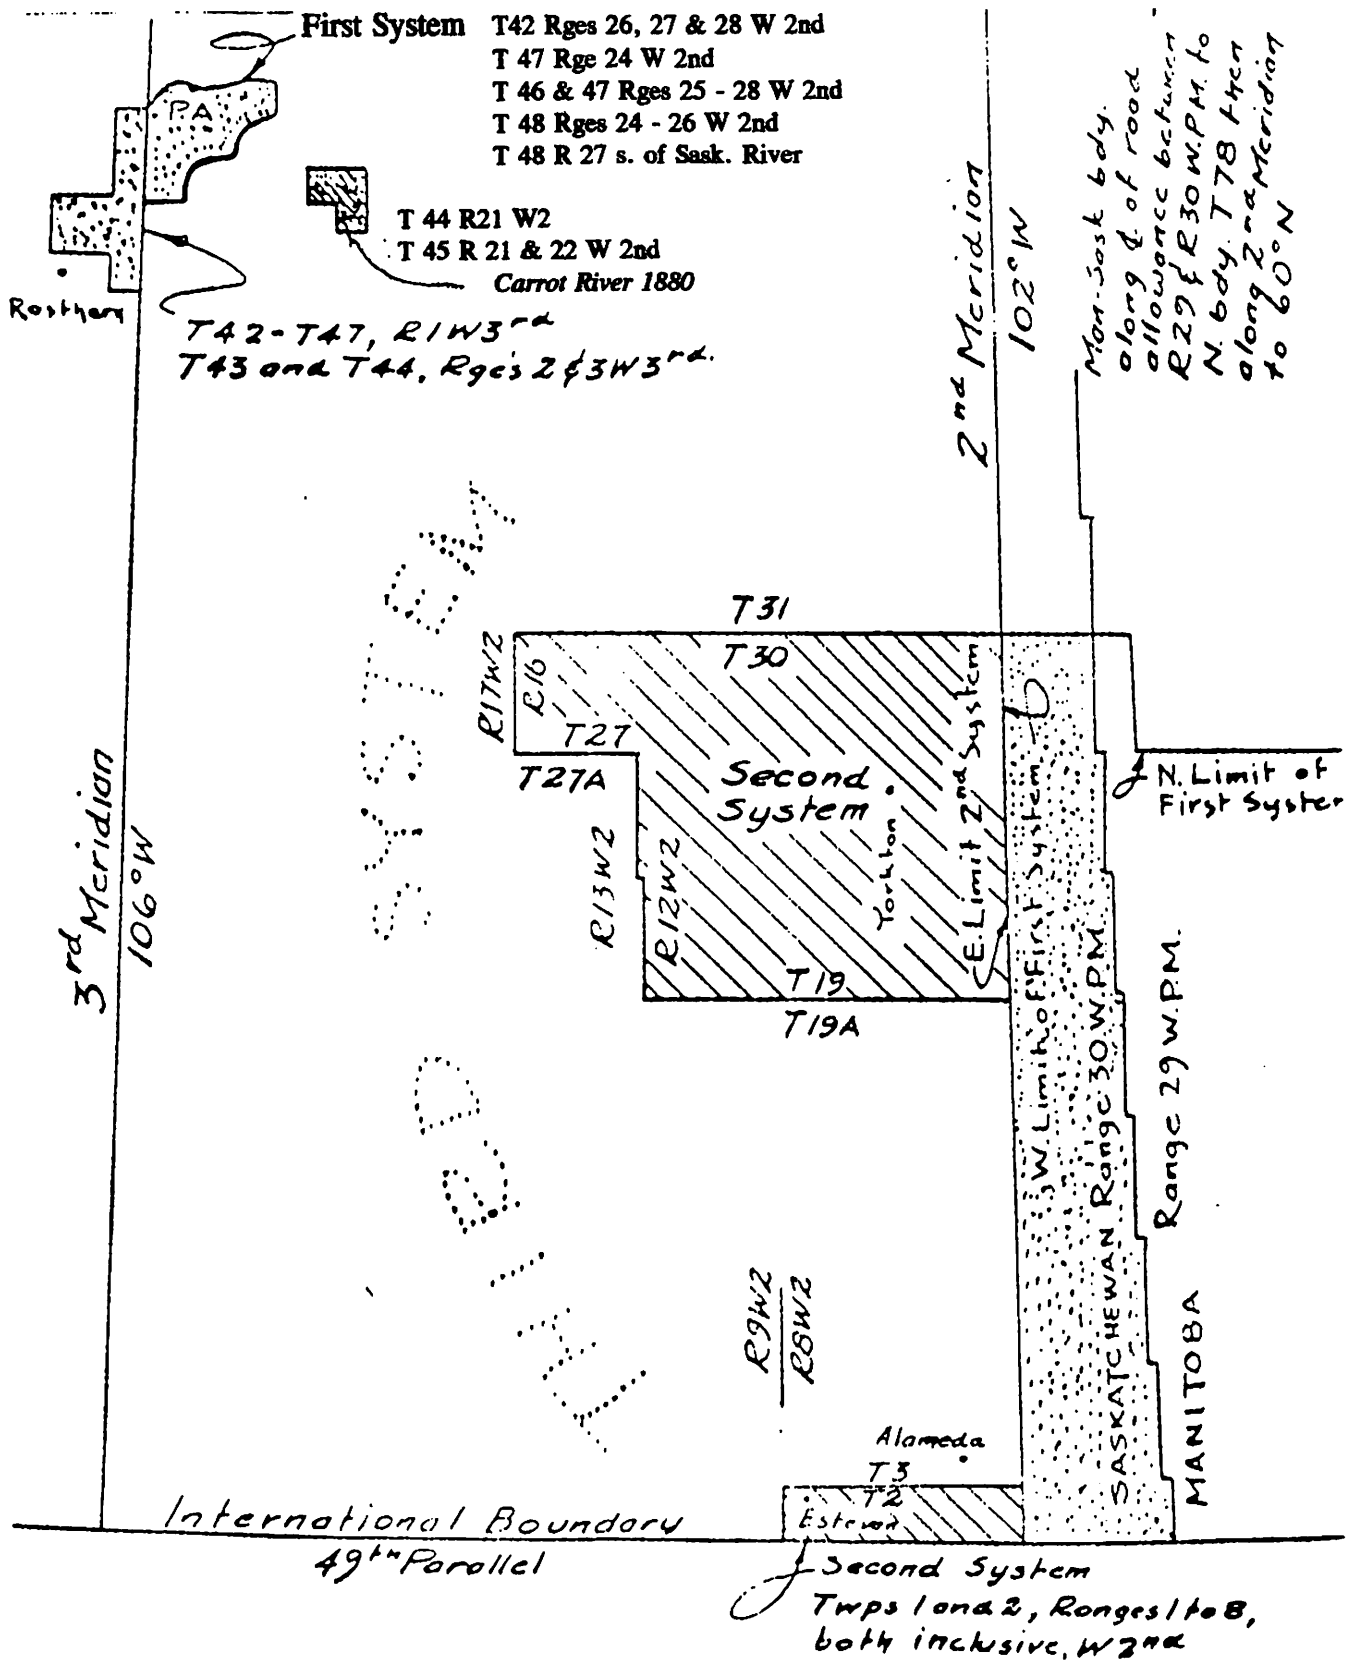 First System
T42 Rges 26, 27 & 28 W 2nd
T 47 Rge 24 W 2nd
T 46 & 47 Rges 25 - 28 W 2nd
T 48 Rges 24 - 26 W 2nd
T 48 R 27 s. of Sask. River
PA
T 44 R21 W2
T 45 R 21 & 22 W 2nd
Carrot River 1880
Rosthern
T42-T47, R1W3rd
T43 and T44, Rge's 2 & 3W3rd.
2nd Meridian
102°W
Man-Sask bdy.
along ℄ of road
allowance between
R29 & R30 W.P.M. to
N. bdy. T78 then
along 2nd Meridian
to 60°N
THIRD SYSTEM
3rd Meridian
106°W
T31
T30
R17W2
R16
T27
T27A
Second
System
Yorkton
E. Limit 2nd System
W. Limit of First System
N. Limit of
First System
R13W2
R12W2
T19
T19A
SASKATCHEWAN Range 30 W.P.M.
Range 29 W.P.M.
MANITOBA
R9W2
R8W2
Alameda
T3
T2
Estevan
International Boundary
49th Parallel
Second System
Twps 1 and 2, Ranges 1 to 8,
both inclusive, W 2nd